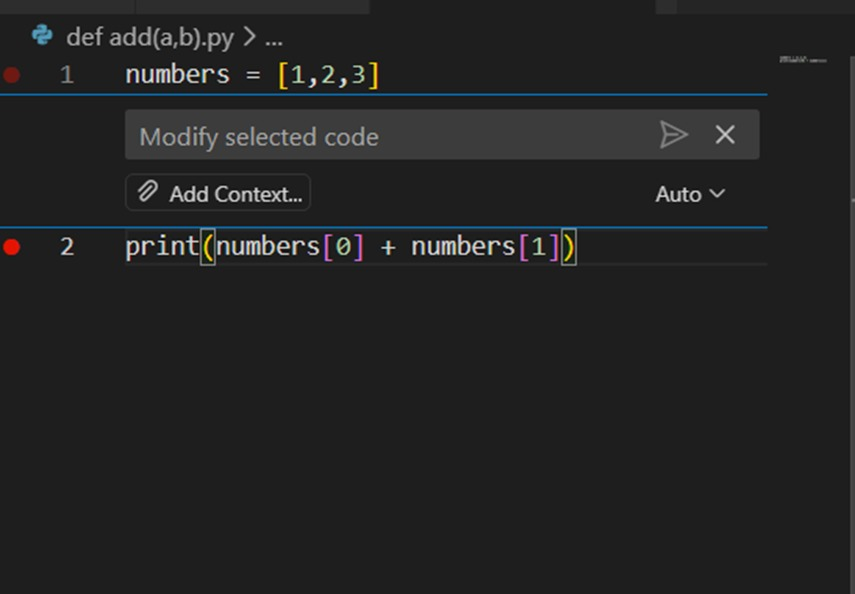 def add(a,b).py > ...
1 numbers = [1,2,3]
Modify selected code
Add Context... Auto
2 print(numbers[0] + numbers[1])